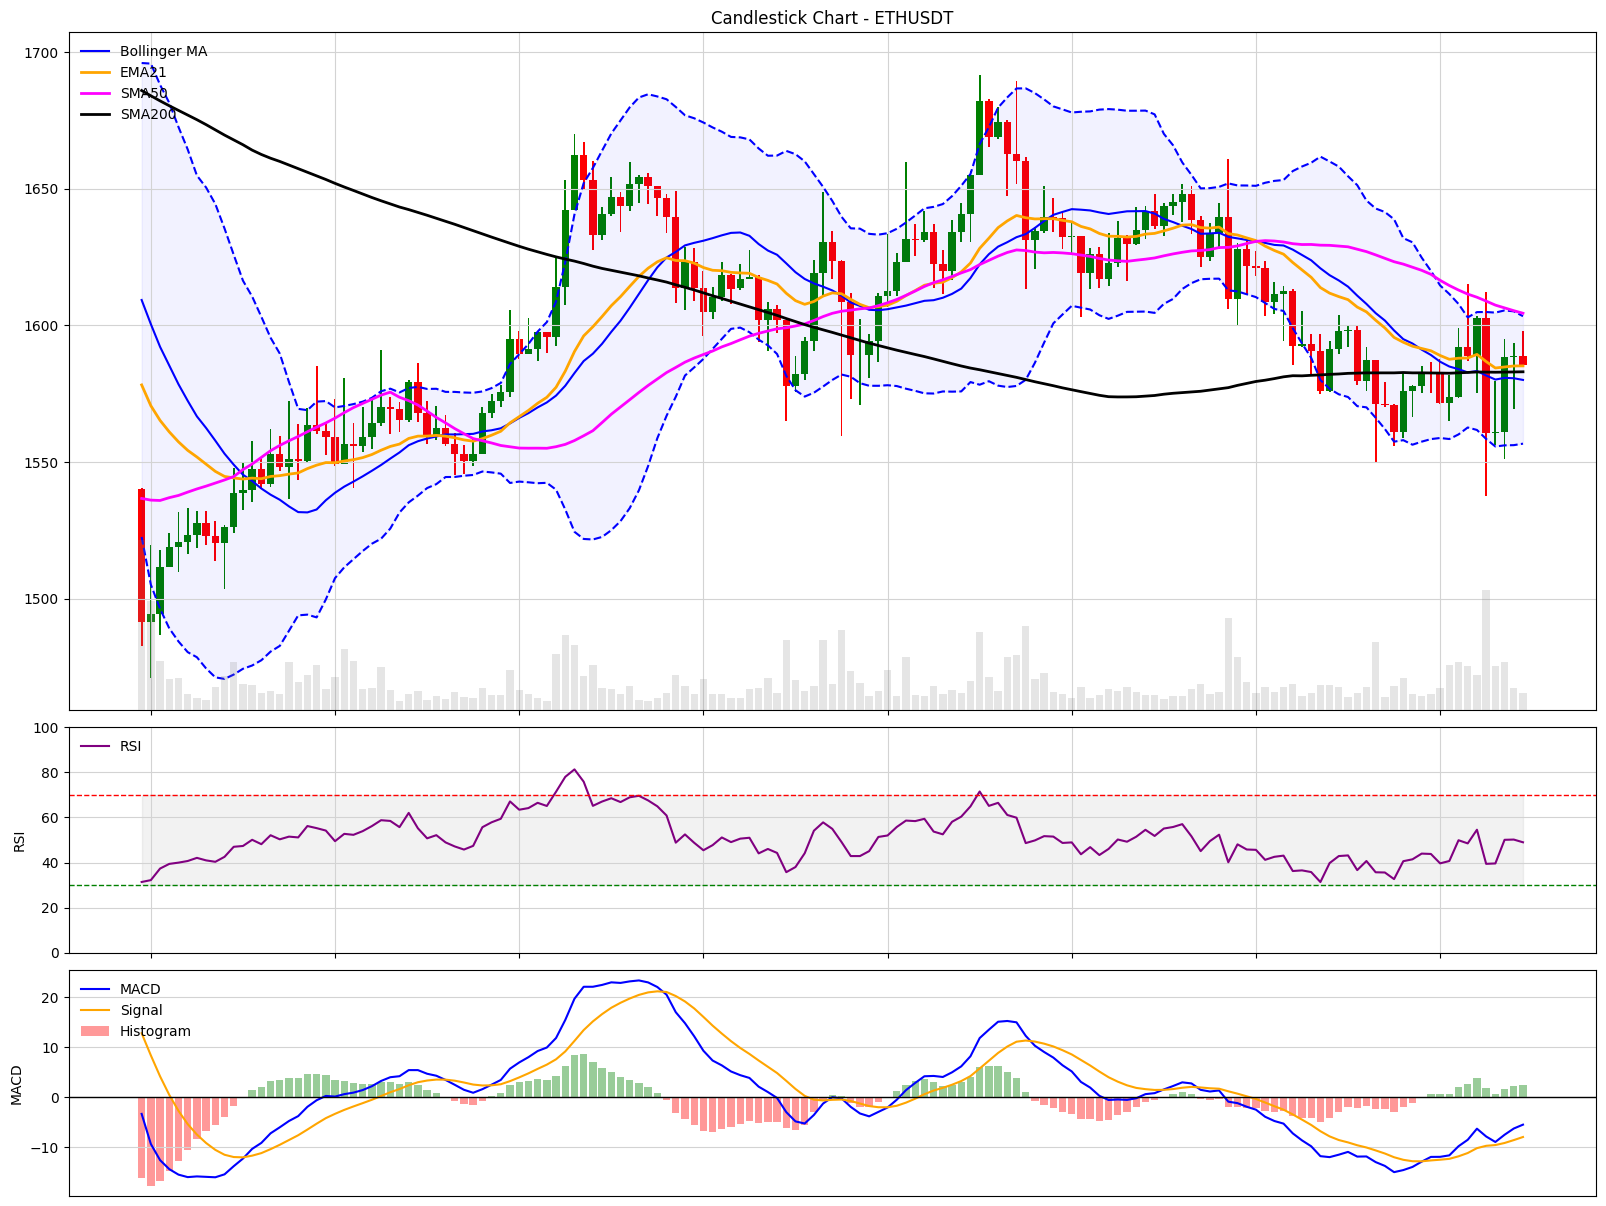 Candlestick Chart - ETHUSDT
1700
1650
1600
1550
1500
Bollinger MA
EMA21
SMA50
SMA200
100
80
60
40
20
0
RSI
RSI
20
10
0
−10
MACD
MACD
Signal
Histogram